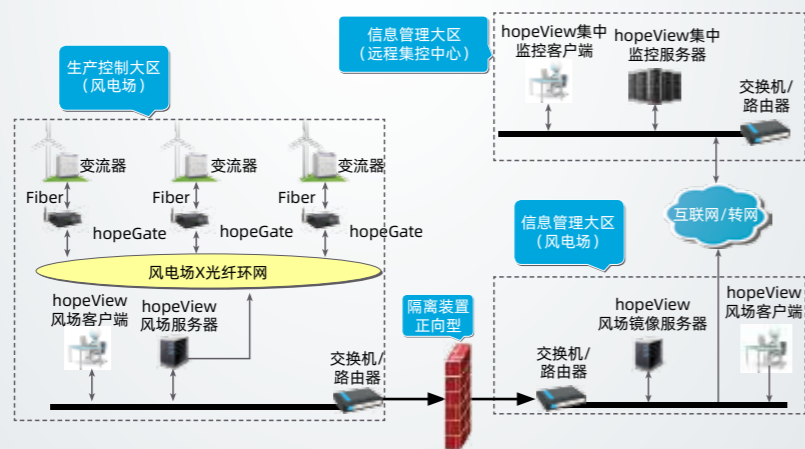 生产控制大区
（风电场）
变流器
变流器
变流器
Fiber
Fiber
Fiber
hopeGate
hopeGate
hopeGate
风电场X光纤环网
hopeView
风场客户端
hopeView
风场服务器
交换机/
路由器
隔离装置
正向型
信息管理大区
（远程集控中心）
hopeView集中
监控客户端
hopeView集中
监控服务器
交换机/
路由器
互联网/转网
信息管理大区
（风电场）
hopeView
风场镜像服务器
hopeView
风场客户端
交换机/
路由器